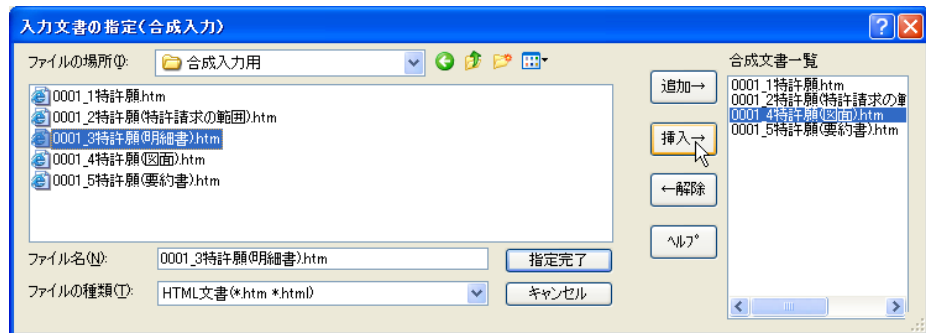 入力文書の指定(合成入力)
ファイルの場所(I):
合成入力用
0001_1特許願.htm
0001_2特許願(特許請求の範囲).htm
0001_3特許願(明細書).htm
0001_4特許願(図面).htm
0001_5特許願(要約書).htm
ファイル名(N):
0001_3特許願(明細書).htm
指定完了
ファイルの種類(T):
HTML文書(*.htm *.html)
キャンセル
追加→
挿入→
←解除
ヘルプ
合成文書一覧
0001_1特許願.htm
0001_2特許願(特許請求の範
0001_4特許願(図面).htm
0001_5特許願(要約書).htm